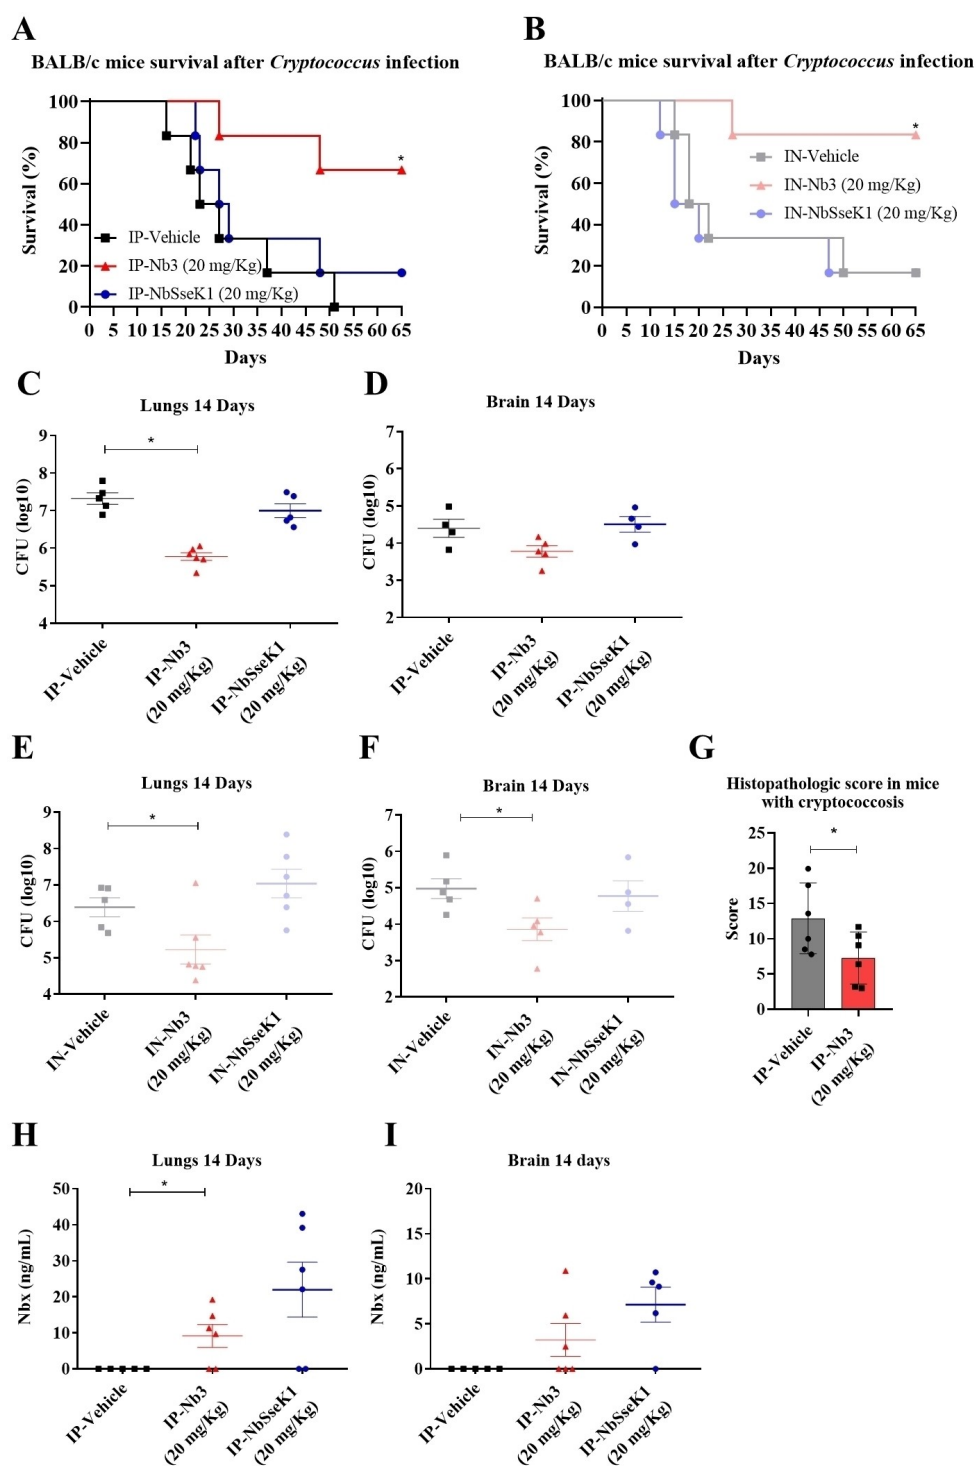 A
BALB/c mice survival after Cryptococcus infection
Survival (%)
100
80
60
40
20
0
IP-Vehicle
IP-Nb3 (20 mg/Kg)
IP-NbSseK1 (20 mg/Kg)
*
0 5 10 15 20 25 30 35 40 45 50 55 60 65
Days
B
BALB/c mice survival after Cryptococcus infection
Survival (%)
100
80
60
40
20
0
*
IN-Vehicle
IN-Nb3 (20 mg/Kg)
IN-NbSseK1 (20 mg/Kg)
0 5 10 15 20 25 30 35 40 45 50 55 60 65
Days
C
Lungs 14 Days
CFU (log10)
9
8
7
6
5
4
*
IP-Vehicle
IP-Nb3
(20 mg/Kg)
IP-NbSseK1
(20 mg/Kg)
D
Brain 14 Days
CFU (log10)
7
6
5
4
3
2
IP-Vehicle
IP-Nb3
(20 mg/Kg)
IP-NbSseK1
(20 mg/Kg)
E
Lungs 14 Days
CFU (log10)
9
8
7
6
5
4
*
IN-Vehicle
IN-Nb3
(20 mg/Kg)
IN-NbSseK1
(20 mg/Kg)
F
Brain 14 Days
CFU (log10)
7
6
5
4
3
2
*
IN-Vehicle
IN-Nb3
(20 mg/Kg)
IN-NbSseK1
(20 mg/Kg)
G
Histopathologic score in mice
with cryptococcosis
Score
25
20
15
10
5
0
*
IP-Vehicle
IP-Nb3
(20 mg/Kg)
H
Lungs 14 Days
Nbx (ng/mL)
50
40
30
20
10
0
*
IP-Vehicle
IP-Nb3
(20 mg/Kg)
IP-NbSseK1
(20 mg/Kg)
I
Brain 14 days
Nbx (ng/mL)
20
15
10
5
0
IP-Vehicle
IP-Nb3
(20 mg/Kg)
IP-NbSseK1
(20 mg/Kg)